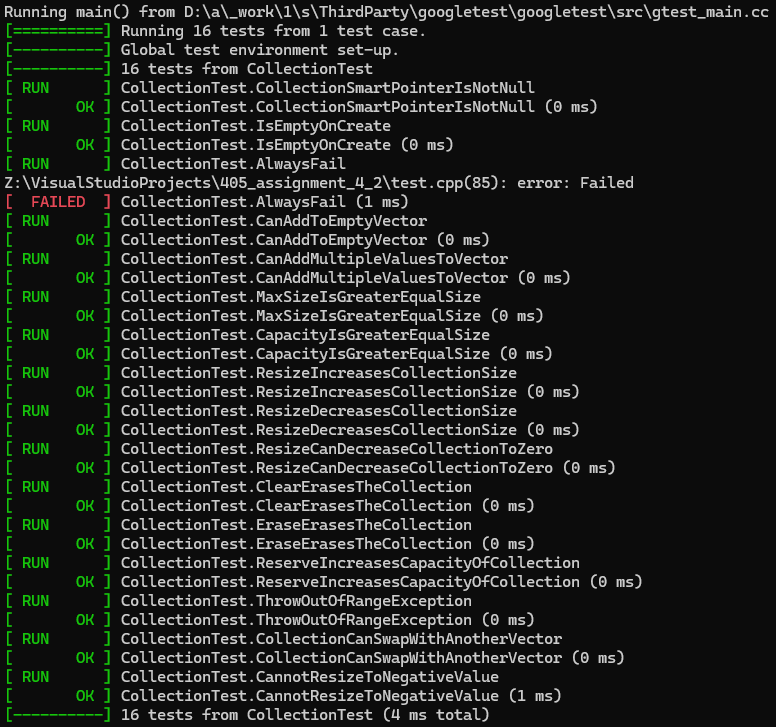 Running main() from D:\a\_work\1\s\ThirdParty\googletest\googletest\src\gtest_main.cc
[==========] Running 16 tests from 1 test case.
[----------] Global test environment set-up.
[----------] 16 tests from CollectionTest
[ RUN      ] CollectionTest.CollectionSmartPointerIsNotNull
[       OK ] CollectionTest.CollectionSmartPointerIsNotNull (0 ms)
[ RUN      ] CollectionTest.IsEmptyOnCreate
[       OK ] CollectionTest.IsEmptyOnCreate (0 ms)
[ RUN      ] CollectionTest.AlwaysFail
Z:\VisualStudioProjects\405_assignment_4_2\test.cpp(85): error: Failed
[  FAILED  ] CollectionTest.AlwaysFail (1 ms)
[ RUN      ] CollectionTest.CanAddToEmptyVector
[       OK ] CollectionTest.CanAddToEmptyVector (0 ms)
[ RUN      ] CollectionTest.CanAddMultipleValuesToVector
[       OK ] CollectionTest.CanAddMultipleValuesToVector (0 ms)
[ RUN      ] CollectionTest.MaxSizeIsGreaterEqualSize
[       OK ] CollectionTest.MaxSizeIsGreaterEqualSize (0 ms)
[ RUN      ] CollectionTest.CapacityIsGreaterEqualSize
[       OK ] CollectionTest.CapacityIsGreaterEqualSize (0 ms)
[ RUN      ] CollectionTest.ResizeIncreasesCollectionSize
[       OK ] CollectionTest.ResizeIncreasesCollectionSize (0 ms)
[ RUN      ] CollectionTest.ResizeDecreasesCollectionSize
[       OK ] CollectionTest.ResizeDecreasesCollectionSize (0 ms)
[ RUN      ] CollectionTest.ResizeCanDecreaseCollectionToZero
[       OK ] CollectionTest.ResizeCanDecreaseCollectionToZero (0 ms)
[ RUN      ] CollectionTest.ClearErasesTheCollection
[       OK ] CollectionTest.ClearErasesTheCollection (0 ms)
[ RUN      ] CollectionTest.EraseErasesTheCollection
[       OK ] CollectionTest.EraseErasesTheCollection (0 ms)
[ RUN      ] CollectionTest.ReserveIncreasesCapacityOfCollection
[       OK ] CollectionTest.ReserveIncreasesCapacityOfCollection (0 ms)
[ RUN      ] CollectionTest.ThrowOutOfRangeException
[       OK ] CollectionTest.ThrowOutOfRangeException (0 ms)
[ RUN      ] CollectionTest.CollectionCanSwapWithAnotherVector
[       OK ] CollectionTest.CollectionCanSwapWithAnotherVector (0 ms)
[ RUN      ] CollectionTest.CannotResizeToNegativeValue
[       OK ] CollectionTest.CannotResizeToNegativeValue (1 ms)
[----------] 16 tests from CollectionTest (4 ms total)